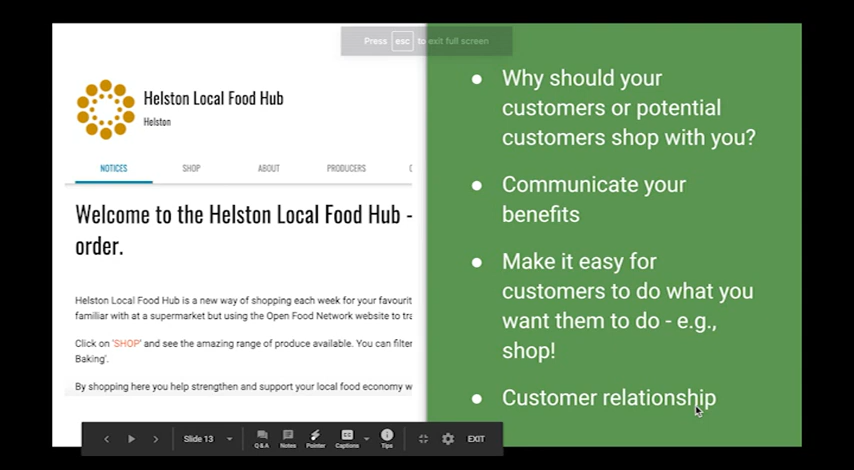 Press esc to exit full screen
Helston Local Food Hub
Helston
NOTICES SHOP ABOUT PRODUCERS
Welcome to the Helston Local Food Hub -
order.
Helston Local Food Hub is a new way of shopping each week for your favourit
familiar with at a supermarket but using the Open Food Network website to tra
Click on 'SHOP' and see the amazing range of produce available. You can filter
Baking'.
By shopping here you help strengthen and support your local food economy w
● Why should your
customers or potential
customers shop with you?
● Communicate your
benefits
● Make it easy for
customers to do what you
want them to do - e.g.,
shop!
● Customer relationship
Slide 13 Q&A Notes Pointer Captions Tips EXIT